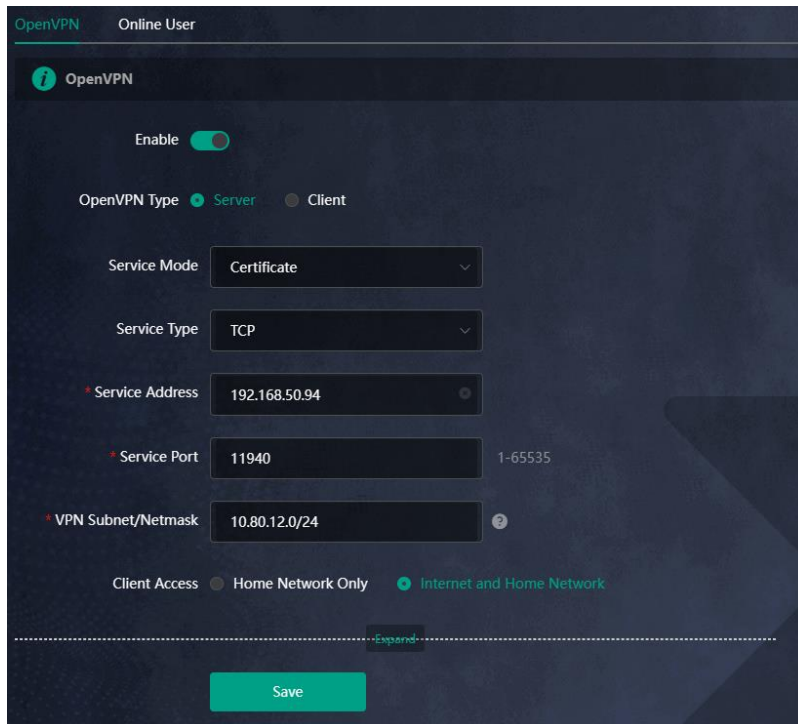 OpenVPN Online User
OpenVPN
Enable
OpenVPN Type Server Client
Service Mode Certificate
Service Type TCP
* Service Address 192.168.50.94
* Service Port 11940 1-65535
* VPN Subnet/Netmask 10.80.12.0/24
Client Access Home Network Only Internet and Home Network
Expand
Save